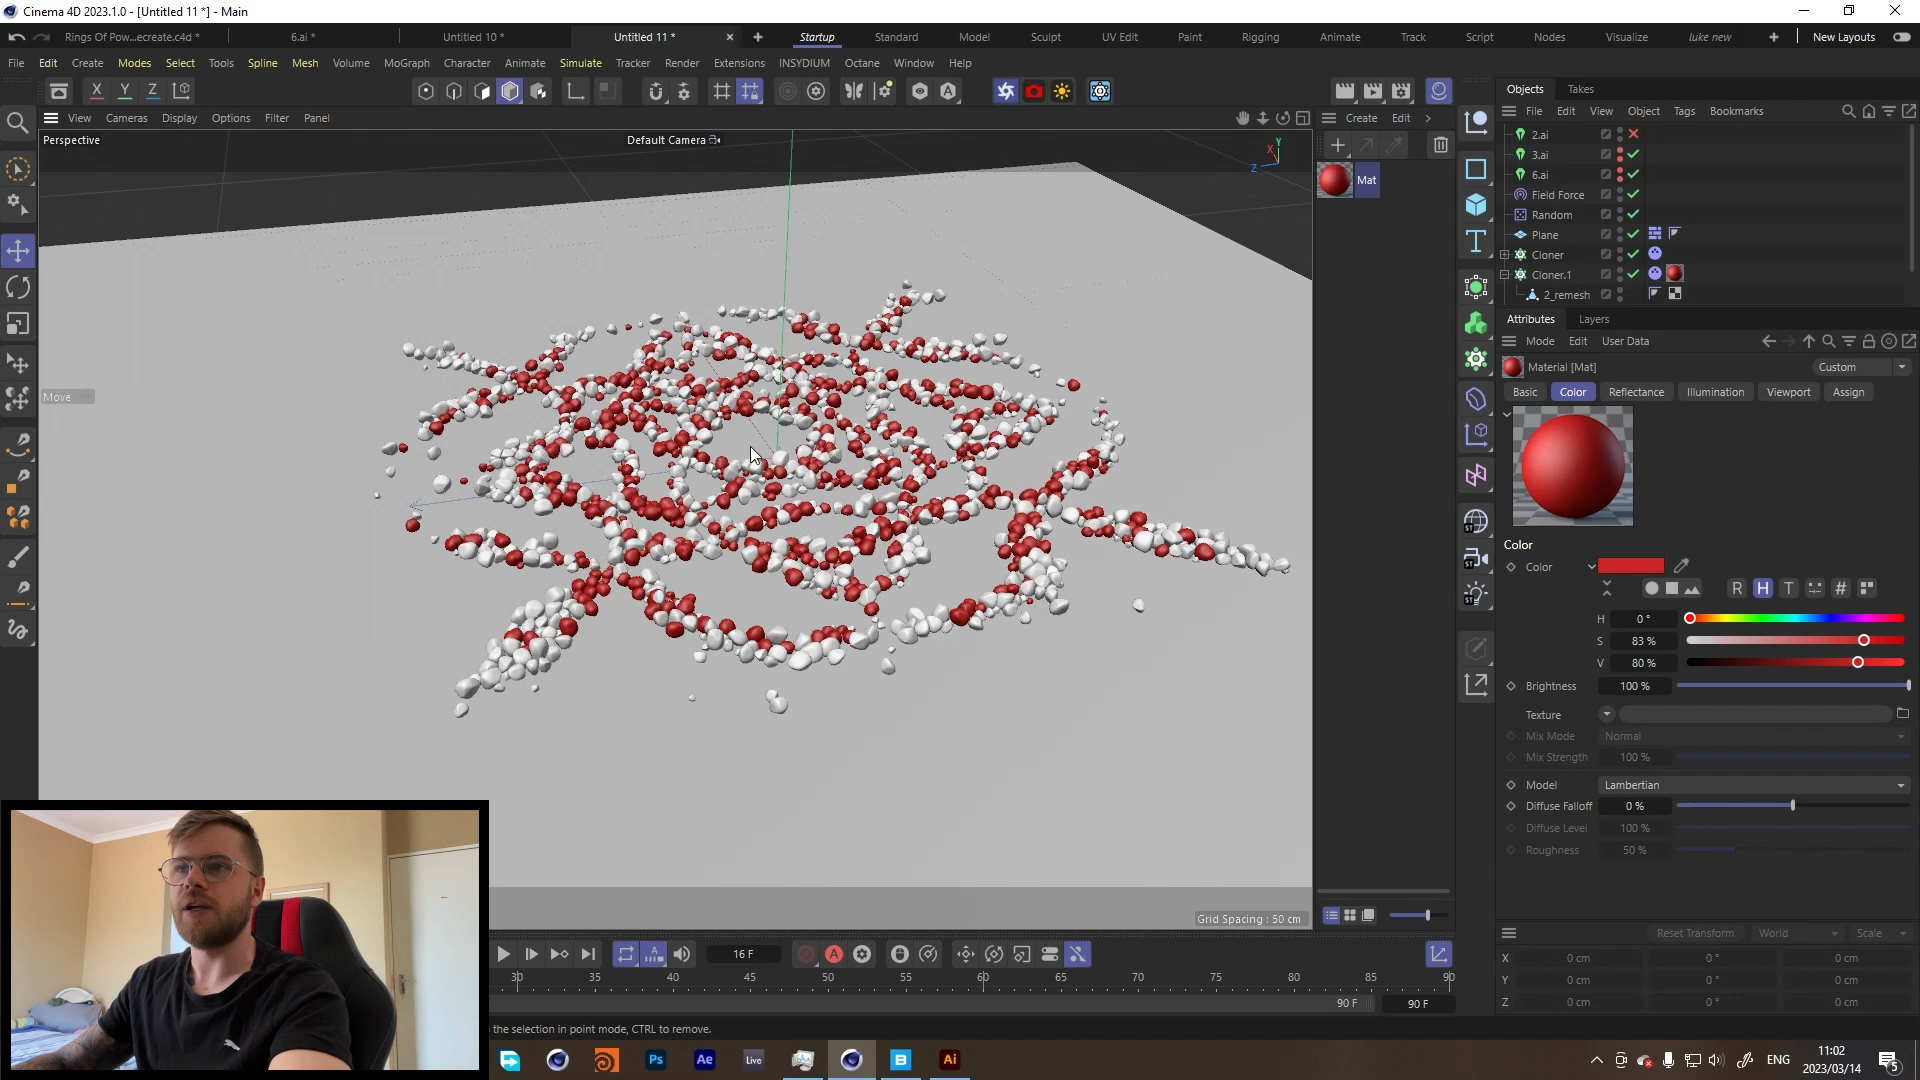 Cinema 4D 2023.1.0 - [Untitled 11 *] - Main
Rings Of Pow...ecreate.c4d *
6.ai *
Untitled 10 *
Untitled 11 *
Startup
Standard
Model
Sculpt
UV Edit
Paint
Rigging
Animate
Track
Script
Nodes
Visualize
luke new
New Layouts
File Edit Create Modes Select Tools Spline Mesh Volume MoGraph Character Animate Simulate Tracker Render Extensions INSYDIUM Octane Window Help
X Y Z
Objects Takes
File Edit View Object Tags Bookmarks
View Cameras Display Options Filter Panel
Create Edit
Perspective
Default Camera
Y
X
Z
Mat
Move
Grid Spacing : 50 cm
2.ai
3.ai
6.ai
Field Force
Random
Plane
Cloner
Cloner.1
2_remesh
Attributes Layers
Mode Edit User Data
Material [Mat]
Custom
Basic Color Reflectance Illumination Viewport Assign
Color
Color
R H T #
H 0 °
S 83 %
V 80 %
Brightness 100 %
Texture
Mix Mode Normal
Mix Strength 100 %
Model Lambertian
Diffuse Falloff 0 %
Diffuse Level 100 %
Roughness 50 %
Reset Transform World Scale
X 0 cm 0 ° 0 cm
Y 0 cm 0 ° 0 cm
Z 0 cm 0 ° 0 cm
16 F
30 35 40 45 50 55 60 65 70 75 80 85 90
90 F 90 F
the selection in point mode, CTRL to remove.
Ps Ae Live Ai
ENG
11:02
2023/03/14
5